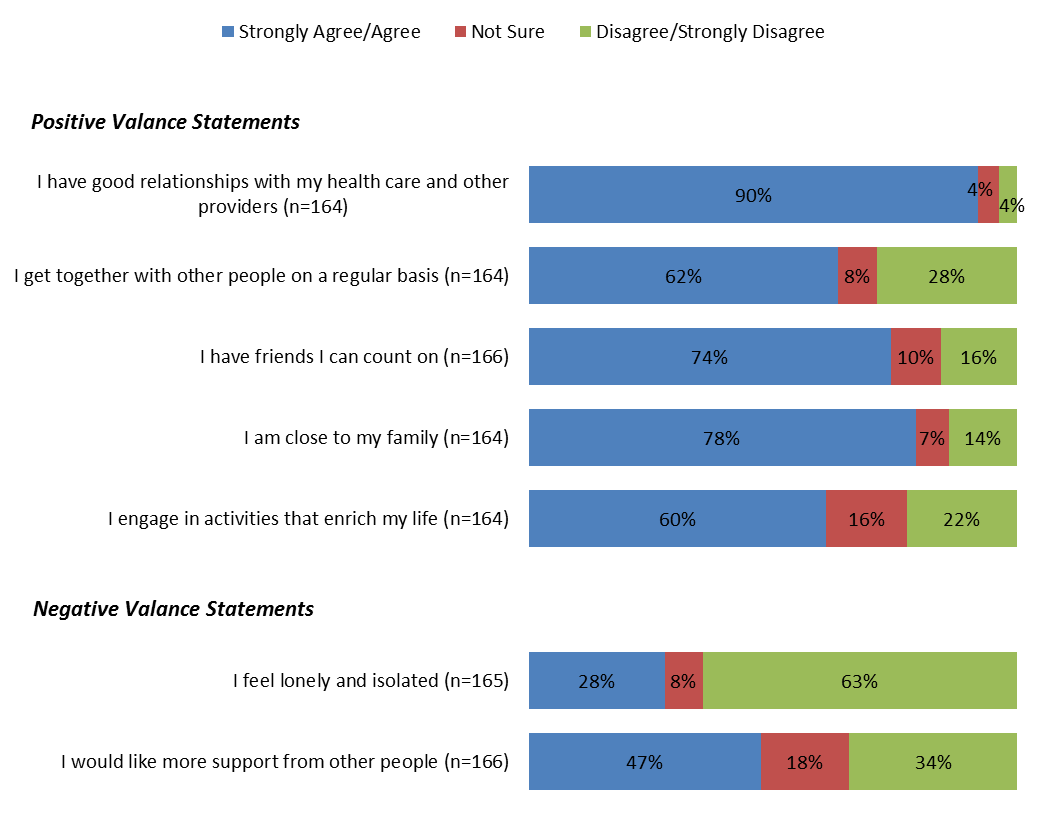 Strongly Agree/Agree Not Sure Disagree/Strongly Disagree
Positive Valance Statements
I have good relationships with my health care and other
providers (n=164)
90% 4% 4%
I get together with other people on a regular basis (n=164) 62% 8% 28%
I have friends I can count on (n=166) 74% 10% 16%
I am close to my family (n=164) 78% 7% 14%
I engage in activities that enrich my life (n=164) 60% 16% 22%
Negative Valance Statements
I feel lonely and isolated (n=165) 28% 8% 63%
I would like more support from other people (n=166) 47% 18% 34%